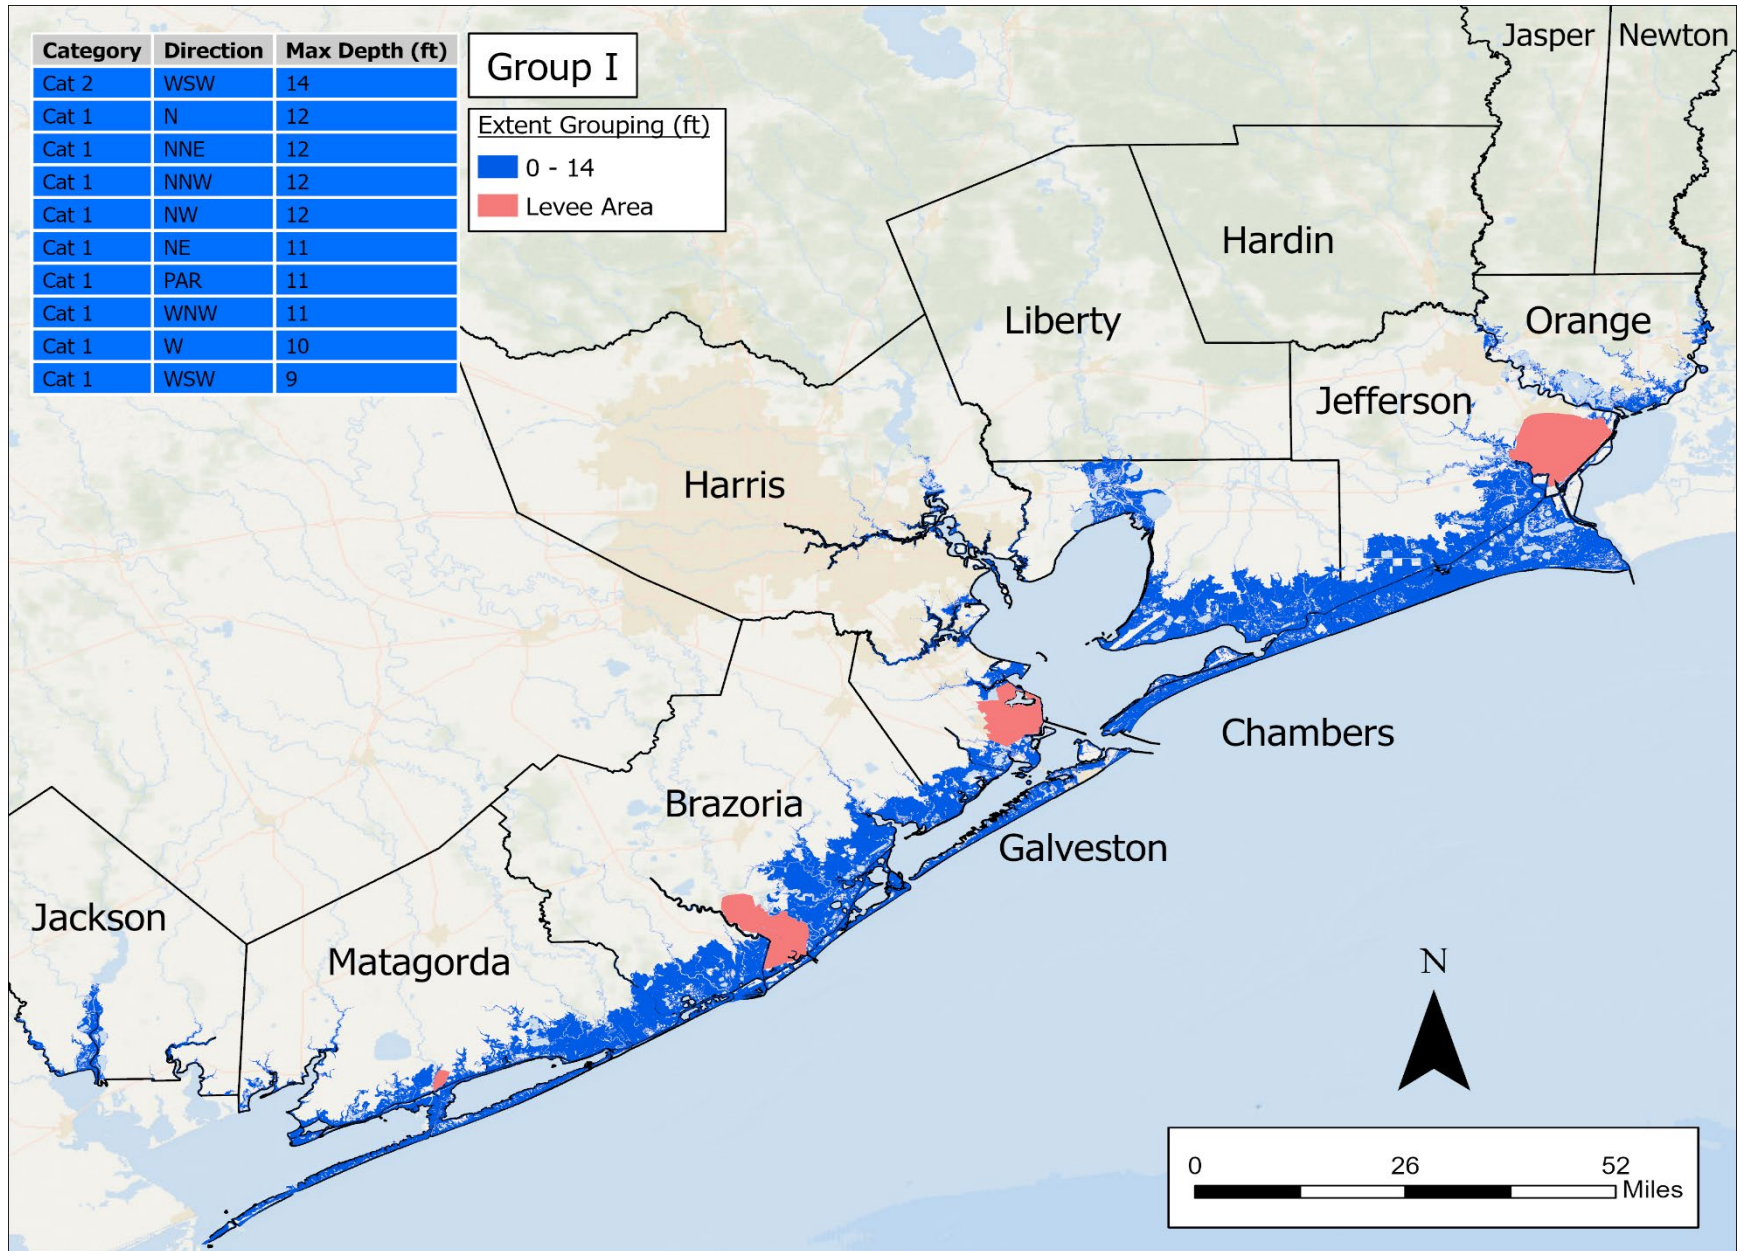 Category Direction Max Depth (ft)
Cat 2 WSW 14
Cat 1 N 12
Cat 1 NNE 12
Cat 1 NNW 12
Cat 1 NW 12
Cat 1 NE 11
Cat 1 PAR 11
Cat 1 WNW 11
Cat 1 W 10
Cat 1 WSW 9
Group I
Extent Grouping (ft)
0 - 14
Levee Area
Jasper Newton
Hardin
Liberty
Orange
Jefferson
Harris
Chambers
Brazoria
Galveston
Jackson
Matagorda
N
0 26 52
Miles